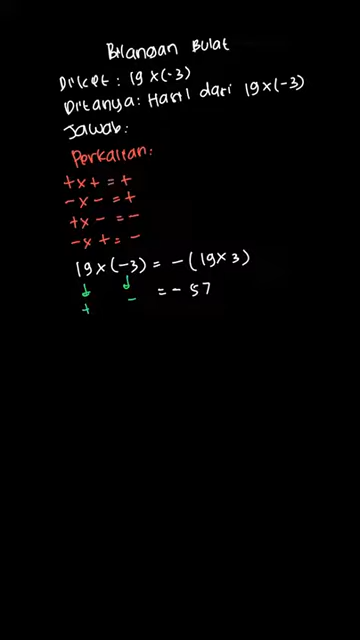 Bilangan Bulat
Diket : 19 × (-3)
Ditanya : Hasil dari 19 × (-3)
Jawab :
Perkalian :
+ × + = +
- × - = +
+ × - = -
- × + = -
19 × (-3) = - (19 × 3)
↓ ↓ = - 57
+ -